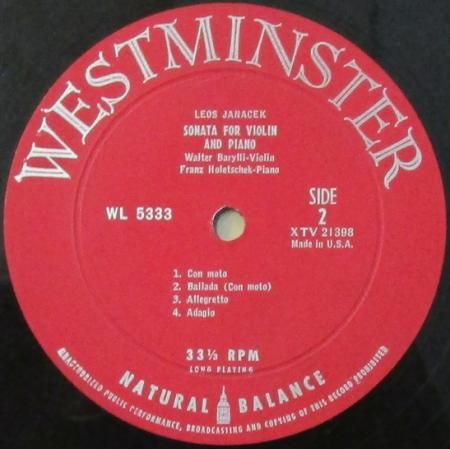 WESTMINSTER
LEOS JANACEK
SONATA FOR VIOLIN
AND PIANO
Walter Barylli-Violin
Franz Holetschek-Piano
WL 5333
SIDE
2
XTV 21398
Made in U.S.A.
1. Con moto
2. Ballada (Con moto)
3. Allegretto
4. Adagio
33⅓ RPM
LONG PLAYING
NATURAL BALANCE
UNAUTHORIZED PUBLIC PERFORMANCE, BROADCASTING AND COPYING OF THIS RECORD PROHIBITED